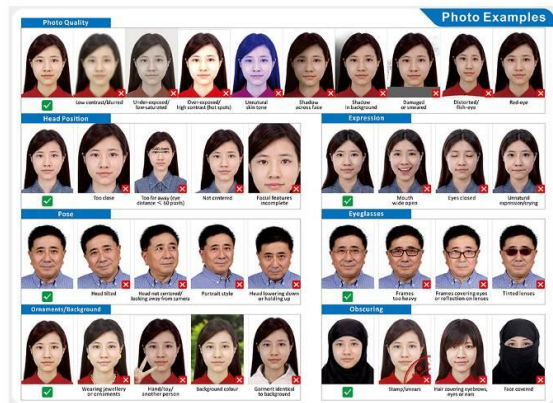 Photo Examples
Photo Quality
Low contrast/blurred
Under-exposed/
low-saturated
Over-exposed/
high contrast (hot spots)
Unnatural
skin tone
Shadow
across face
Shadow
in background
Damaged
or smeared
Distorted/
fish-eye
Red-eye
Head Position
Too close
Too far away (eye
distance < 60 pixels)
Not centered
Facial features
incomplete
Expression
Mouth
wide open
Eyes closed
Unnatural
expression/crying
Pose
Head tilted
Head not centered/
looking away from camera
Portrait style
Head lowering down
or holding up
Eyeglasses
Frames
too heavy
Frames covering eyes
or reflection on lenses
Tinted lenses
Ornaments/Background
Wearing jewellery
or ornaments
Hand/toy/
another person
Background colour
Garment identical
to background
Obscuring
Stamp/smears
Hair covering eyebrows,
eyes or ears
Face covered